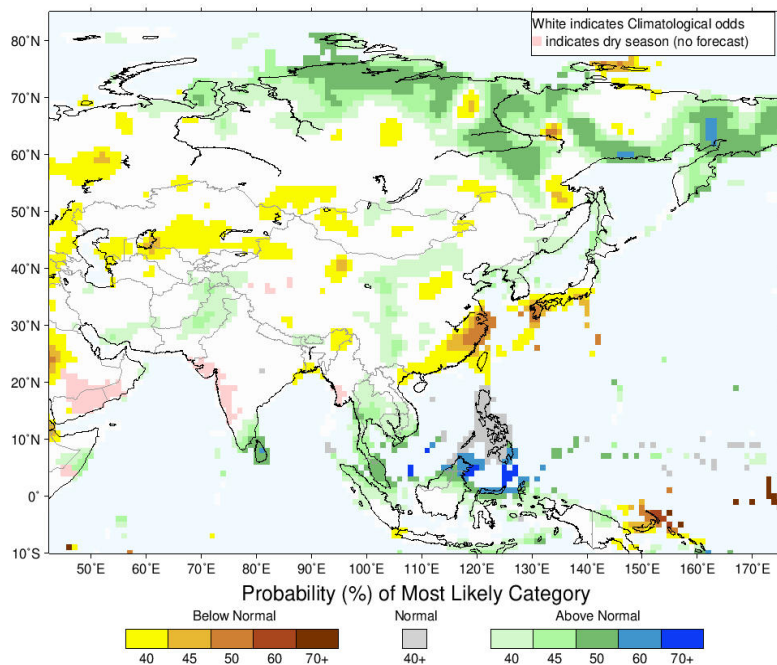 White indicates Climatological odds
indicates dry season (no forecast)
80˚N
70˚N
60˚N
50˚N
40˚N
30˚N
20˚N
10˚N
0˚
10˚S
50˚E 60˚E 70˚E 80˚E 90˚E 100˚E 110˚E 120˚E 130˚E 140˚E 150˚E 160˚E 170˚E
Probability (%) of Most Likely Category
Below Normal Normal Above Normal
40 45 50 60 70+ 40+ 40 45 50 60 70+